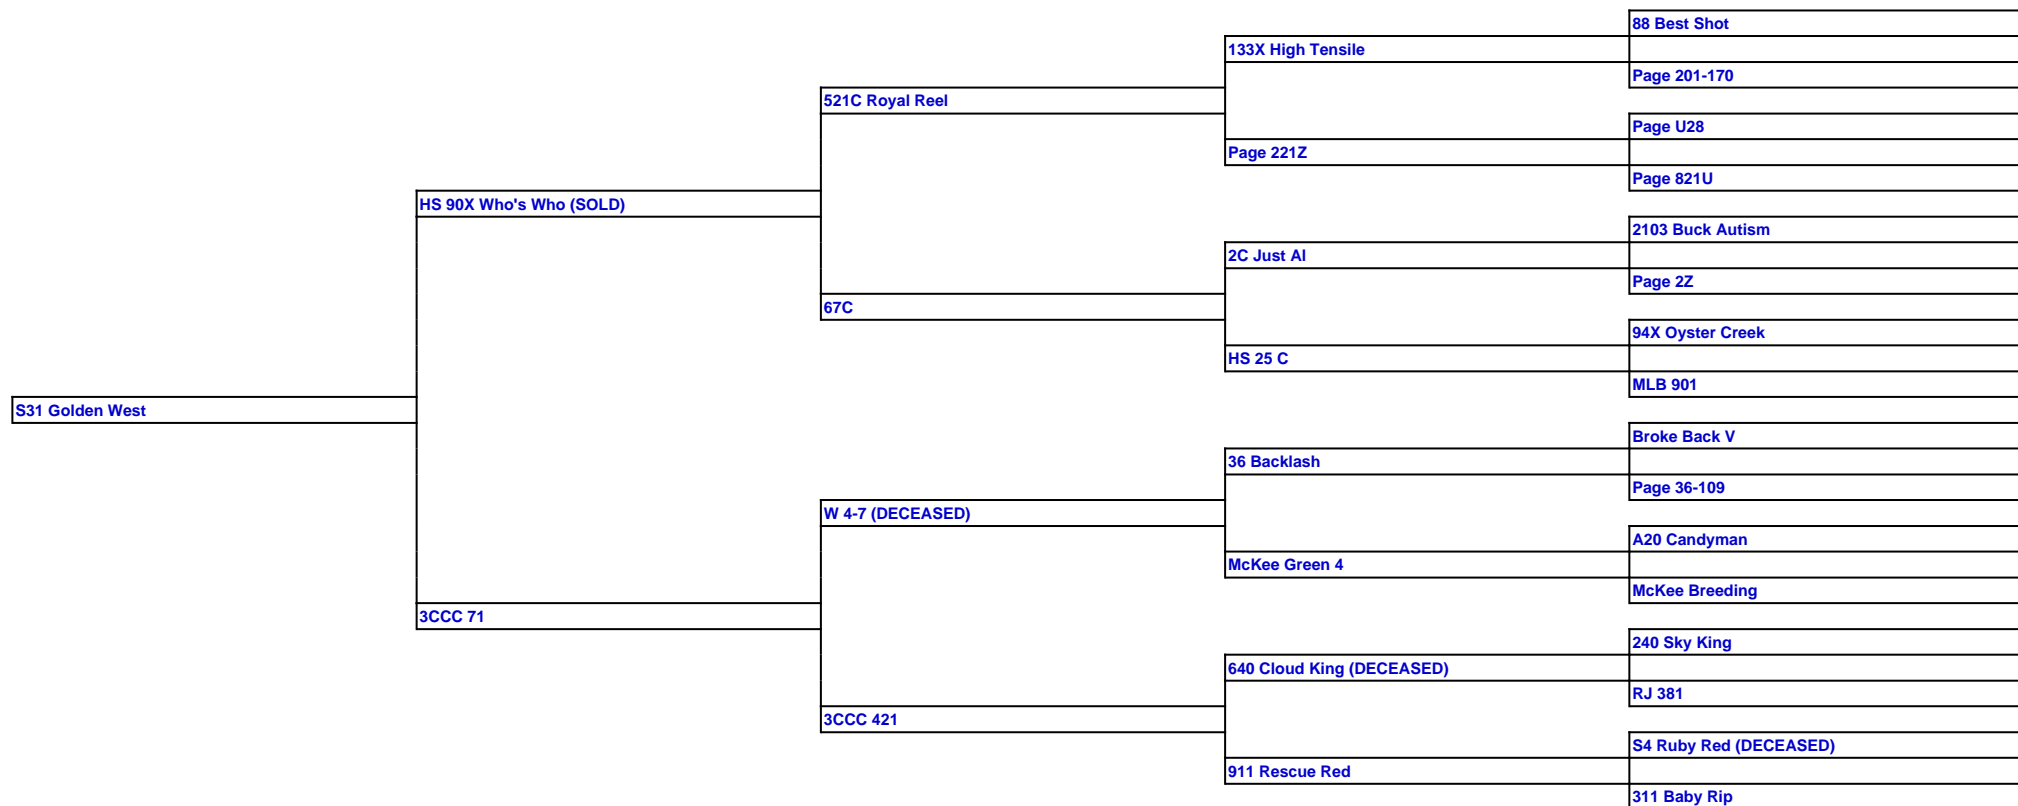 88 Best Shot
133X High Tensile
Page 201-170
521C Royal Reel
Page U28
Page 221Z
Page 821U
HS 90X Who's Who (SOLD)
2103 Buck Autism
2C Just Al
Page 2Z
67C
94X Oyster Creek
HS 25 C
MLB 901
S31 Golden West
Broke Back V
36 Backlash
Page 36-109
W 4-7 (DECEASED)
A20 Candyman
McKee Green 4
McKee Breeding
3CCC 71
240 Sky King
640 Cloud King (DECEASED)
RJ 381
3CCC 421
S4 Ruby Red (DECEASED)
911 Rescue Red
311 Baby Rip